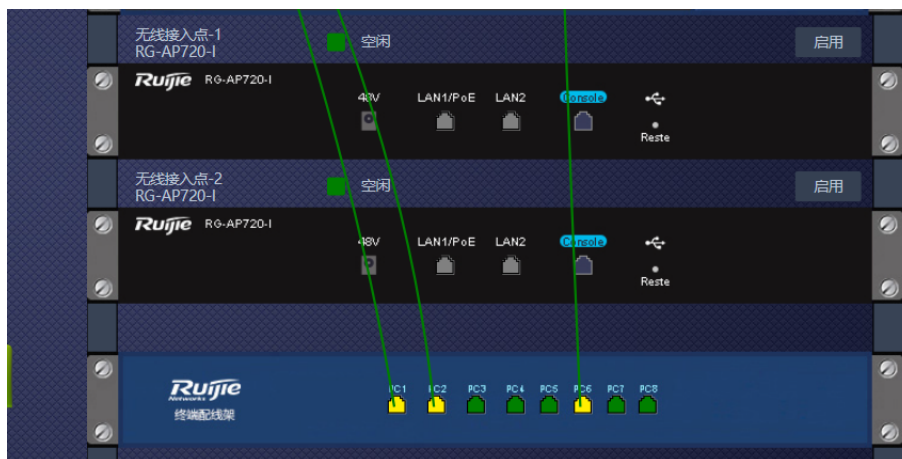 无线接入点-1
RG-AP720-I
空闲
启用
Ruijie RG-AP720-I
48V LAN1/PoE LAN2 Console
Reste
无线接入点-2
RG-AP720-I
空闲
启用
Ruijie RG-AP720-I
48V LAN1/PoE LAN2 Console
Reste
Ruijie
Networks
终端配线架
PC1 PC2 PC3 PC4 PC5 PC6 PC7 PC8